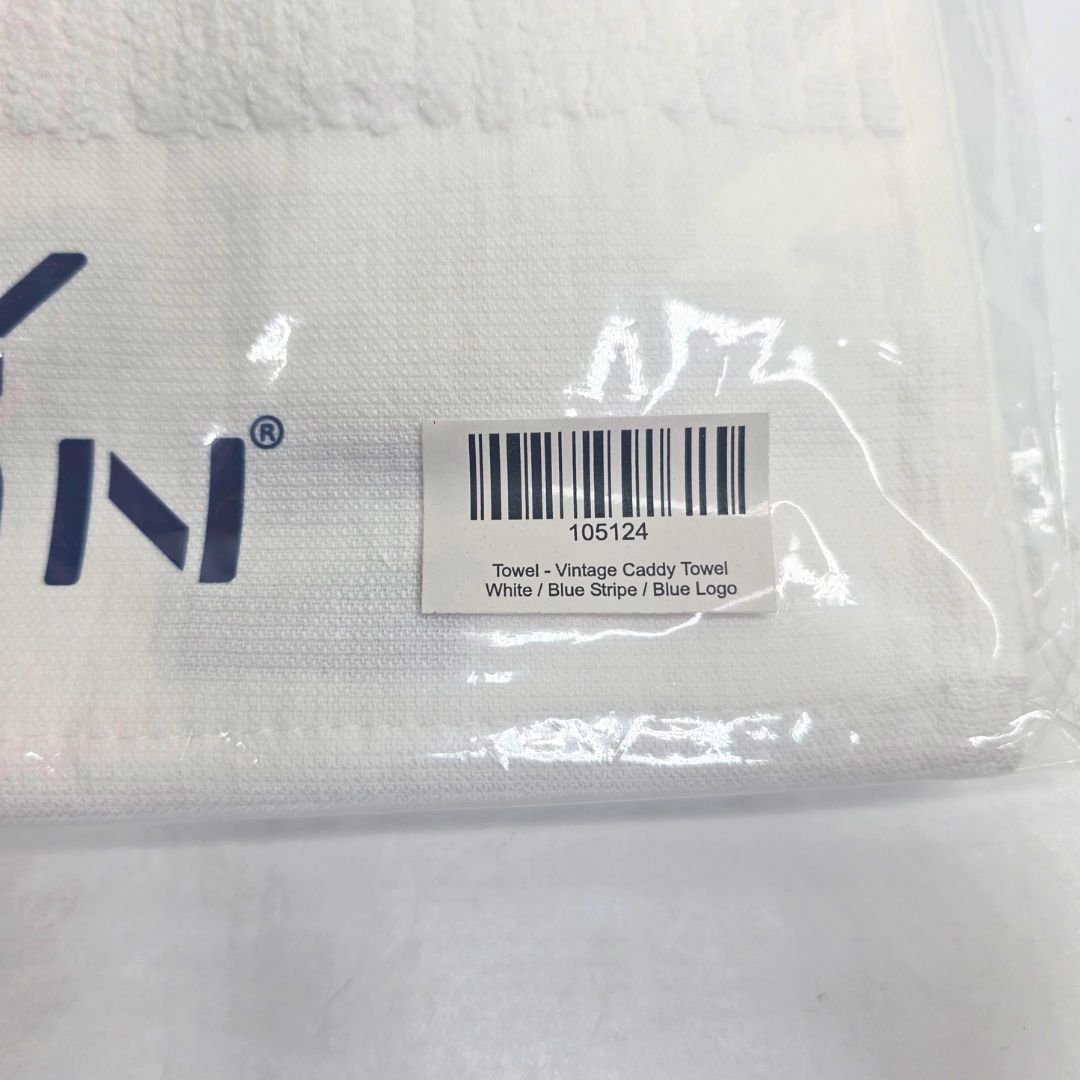 N®
105124
Towel - Vintage Caddy Towel
White / Blue Stripe / Blue Logo